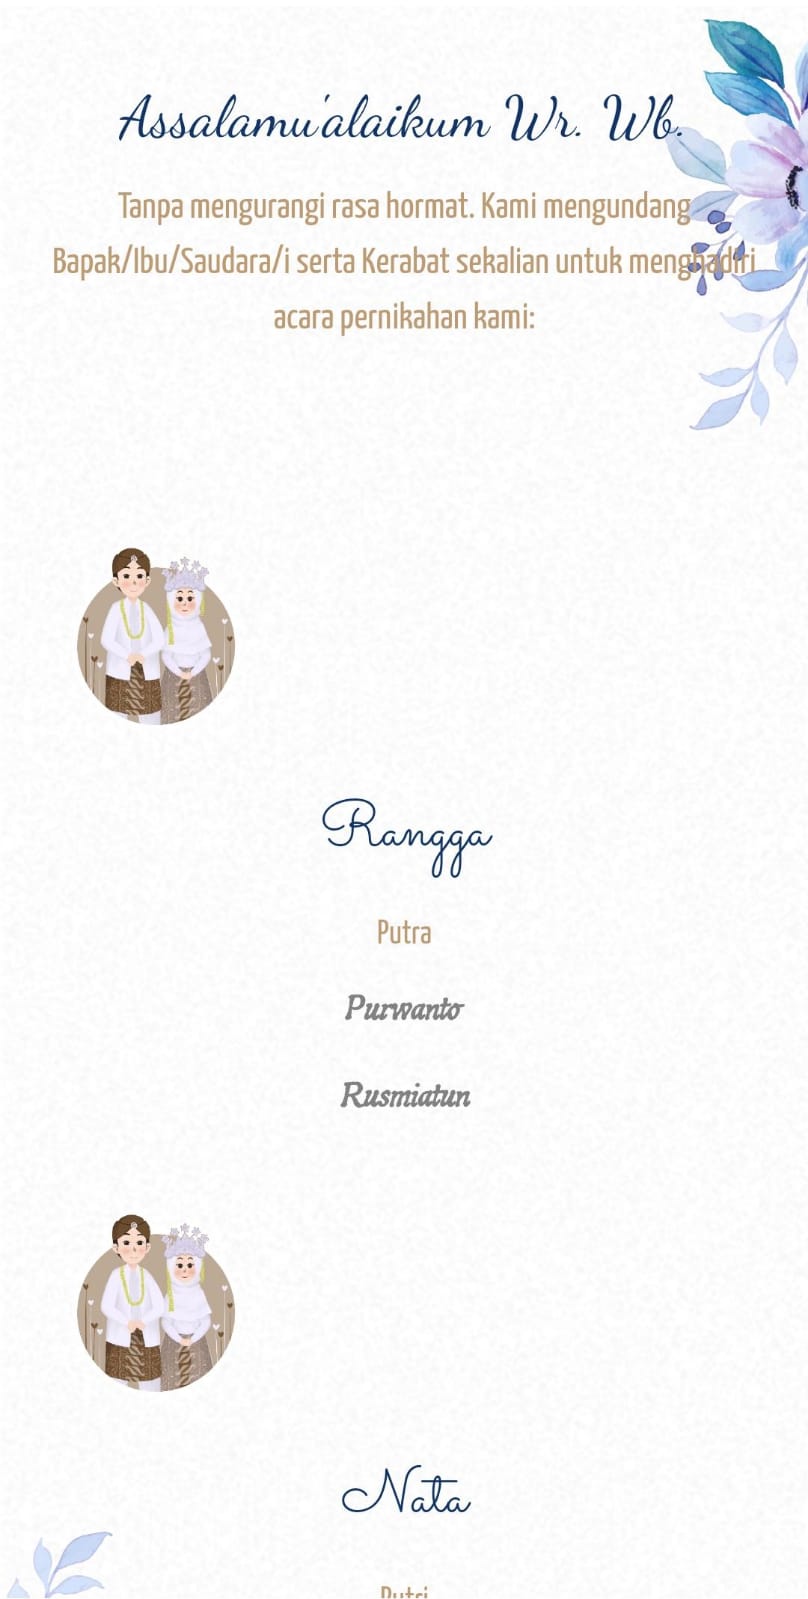 Assalamu'alaikum Wr. Wb.
Tanpa mengurangi rasa hormat. Kami mengundang
Bapak/Ibu/Saudara/i serta Kerabat sekalian untuk menghadiri
acara pernikahan kami:
Rangga
Putra
Purwanto
Rusmiatun
Nata
Putri